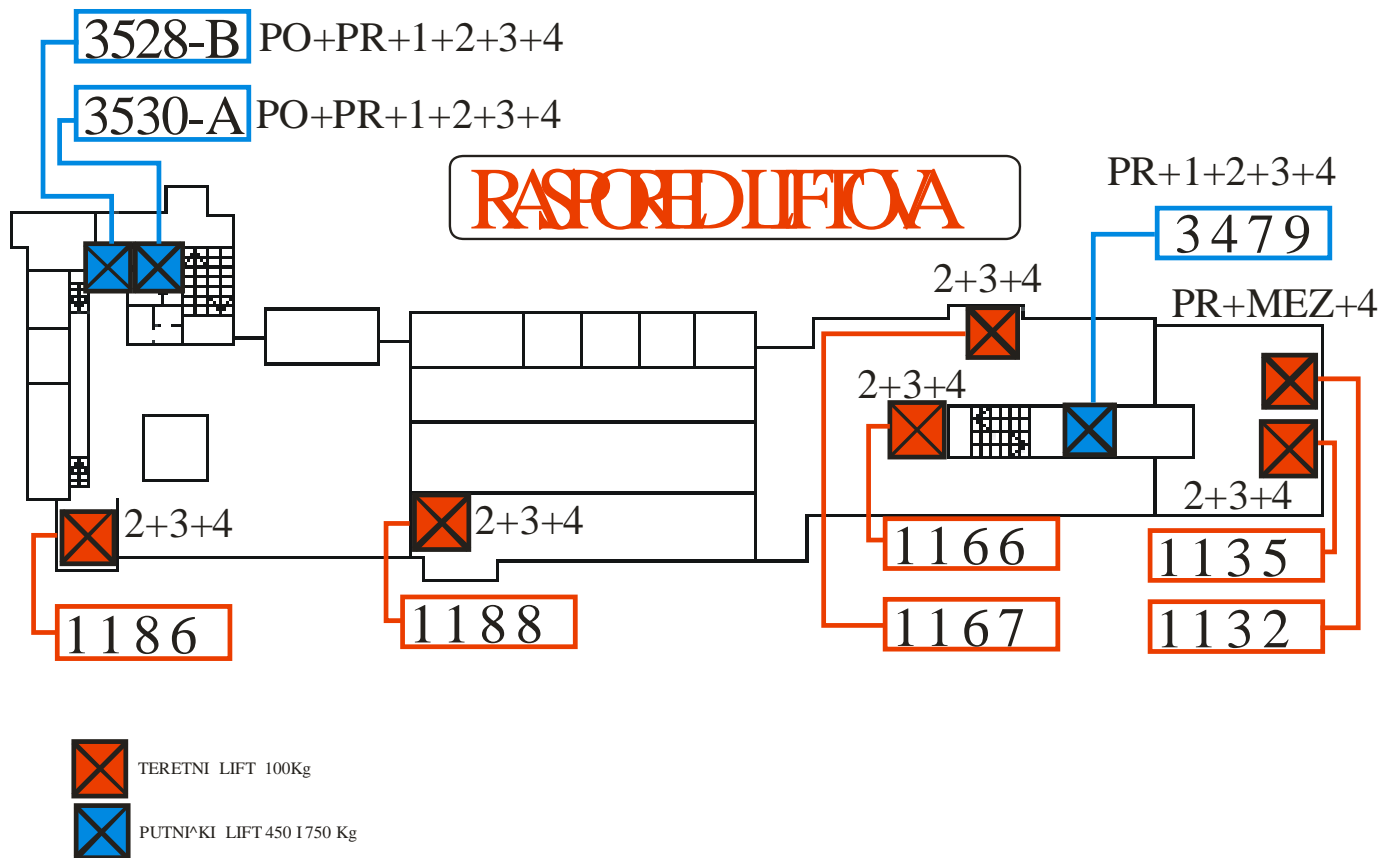 3528-B PO+PR+1+2+3+4
3530-A PO+PR+1+2+3+4
RASPORED LIFTOVA
PR+1+2+3+4
3479
2+3+4
PR+MEZ+4
2+3+4
2+3+4
2+3+4
2+3+4
1166
1135
1186
1188
1167
1132
TERETNI LIFT 100Kg
PUTNI^KI LIFT 450 I 750 Kg